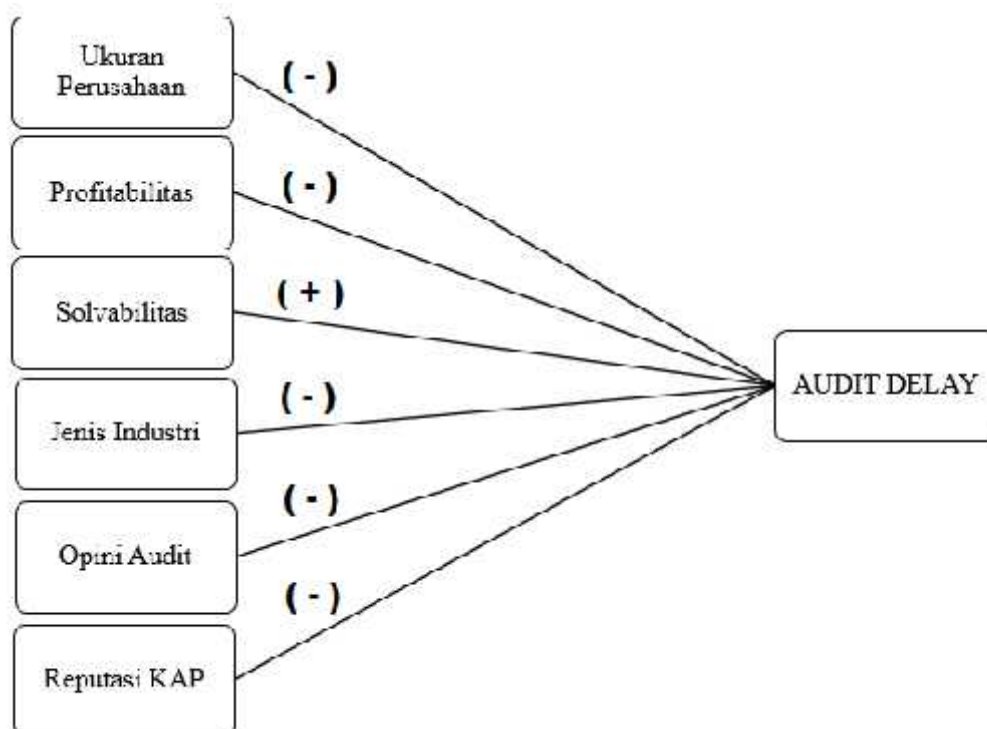 Ukuran
Perusahaan
( - )
Profitabilitas
( - )
Solvabilitas
( + )
Jenis Industri
( - )
Opini Audit
( - )
Reputasi KAP
( - )
AUDIT DELAY